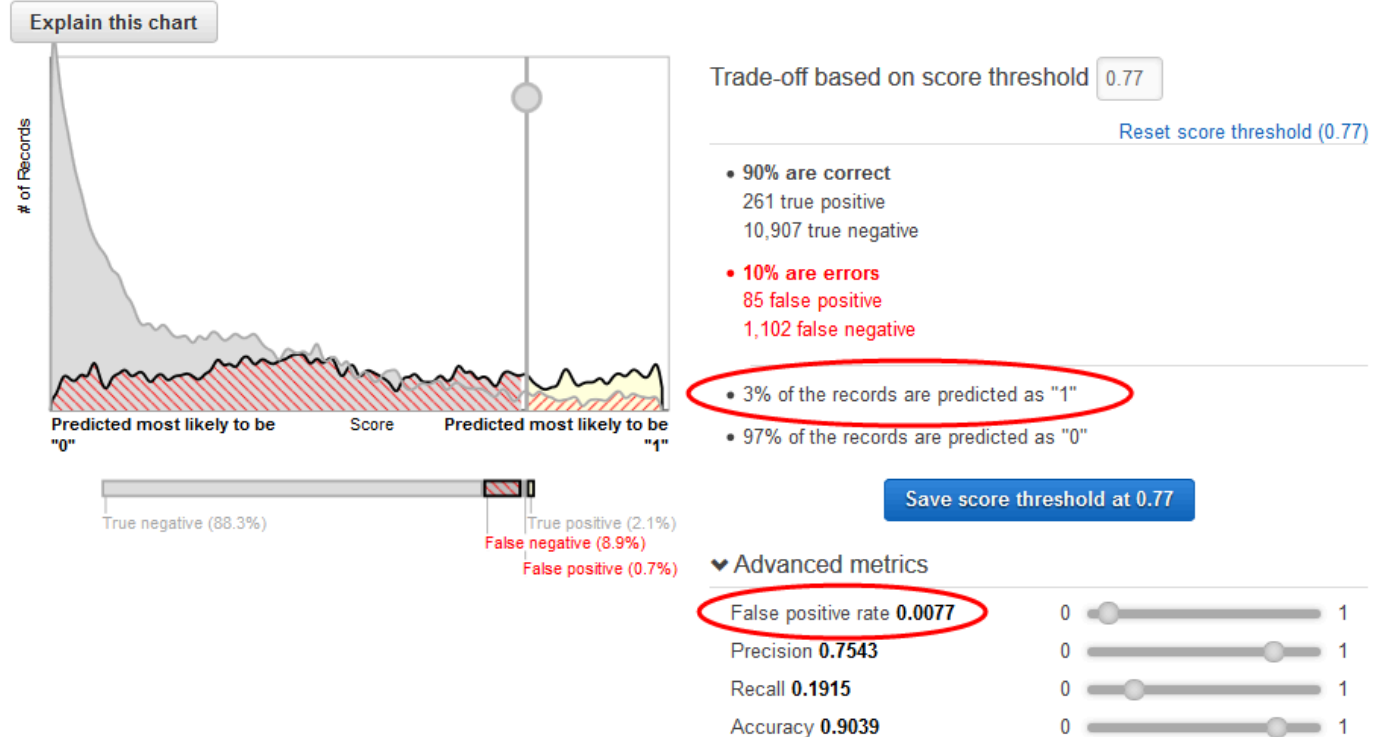 Explain this chart
# of Records
Predicted most likely to be
"0"
Score
Predicted most likely to be
"1"
True negative (88.3%)
True positive (2.1%)
False negative (8.9%)
False positive (0.7%)
Trade-off based on score threshold 0.77
Reset score threshold (0.77)
• 90% are correct
261 true positive
10,907 true negative
• 10% are errors
85 false positive
1,102 false negative
• 3% of the records are predicted as "1"
• 97% of the records are predicted as "0"
Save score threshold at 0.77
Advanced metrics
False positive rate 0.0077 0 1
Precision 0.7543 0 1
Recall 0.1915 0 1
Accuracy 0.9039 0 1